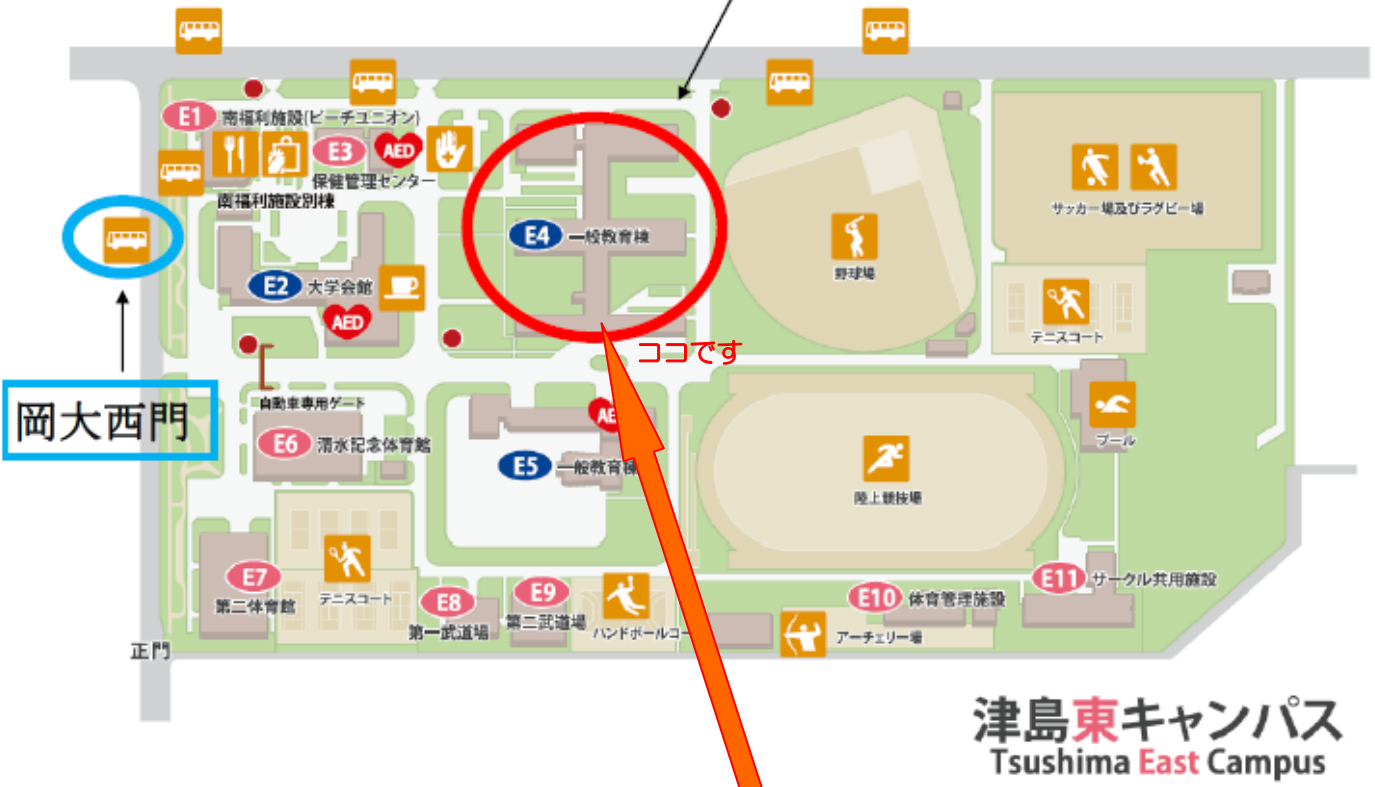 E1 南福利施設(ピーチユニオン)
E3 AED
保健管理センター
南福利施設別棟
E4 一般教育棟
サッカー場及びラグビー場
野球場
E2 大学会館
AED
テニスコート
ココです
岡大西門
自動車専用ゲート
プール
E6 清水記念体育館
E5 一般教育棟
陸上競技場
E7
第二体育館
テニスコート
E8
第一武道場
E9
第二武道場
ハンドボールコー
E10 体育管理施設
E11 サークル共用施設
アーチェリー場
正門
津島東キャンパス
Tsushima East Campus